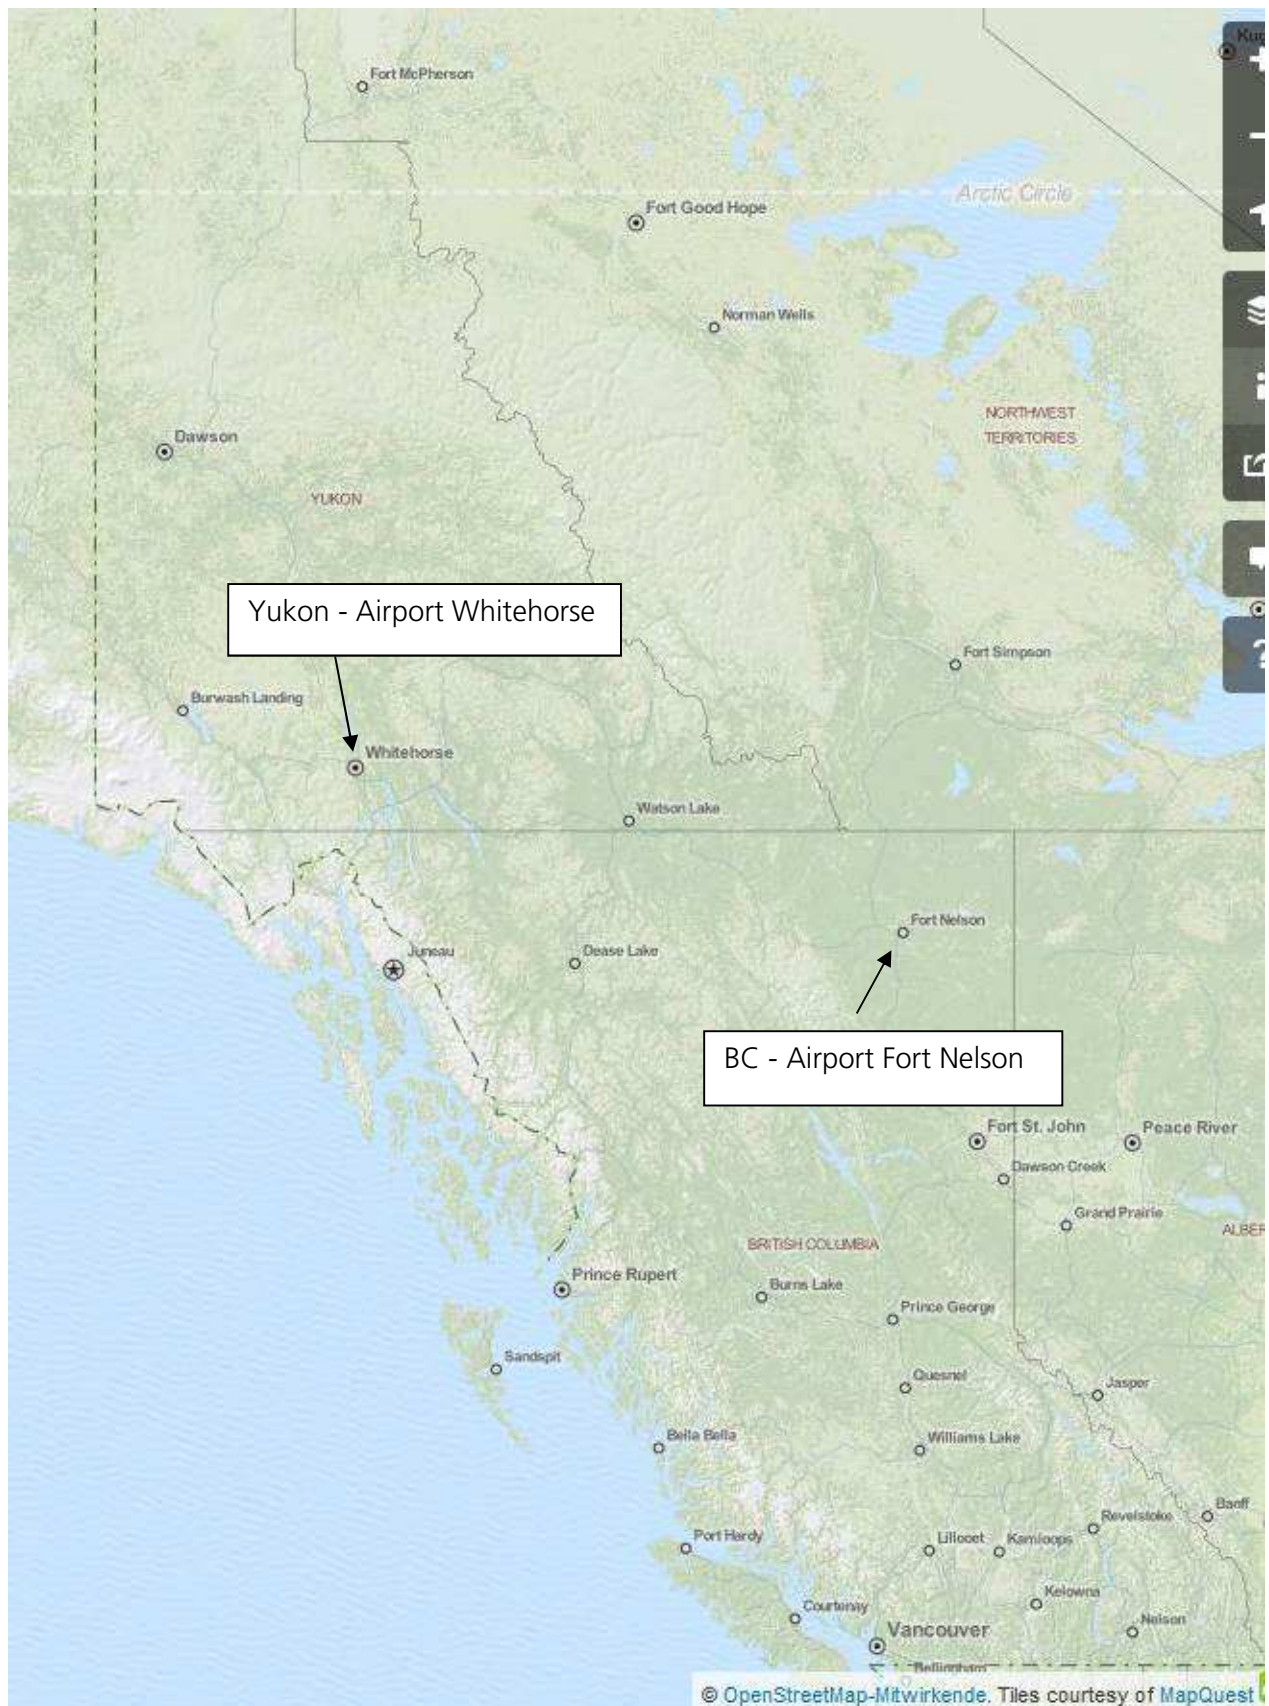 Fort McPherson
Arctic Circle
Fort Good Hope
Norman Wells
NORTHWEST
TERRITORIES
Dawson
YUKON
Yukon - Airport Whitehorse
Fort Simpson
Burwash Landing
Whitehorse
Watson Lake
Fort Nelson
Juneau
Dease Lake
BC - Airport Fort Nelson
Fort St. John
Peace River
Dawson Creek
Grand Prairie
ALBER
BRITISH COLUMBIA
Prince Rupert
Burns Lake
Prince George
Sandspit
Quesnel
Jasper
Bella Bella
Williams Lake
Banff
Revelstoke
Port Hardy
Lillooet
Kamloops
Kelowna
Courtenay
Nelson
Vancouver
Bellingham
© OpenStreetMap-Mitwirkende. Tiles courtesy of MapQuest